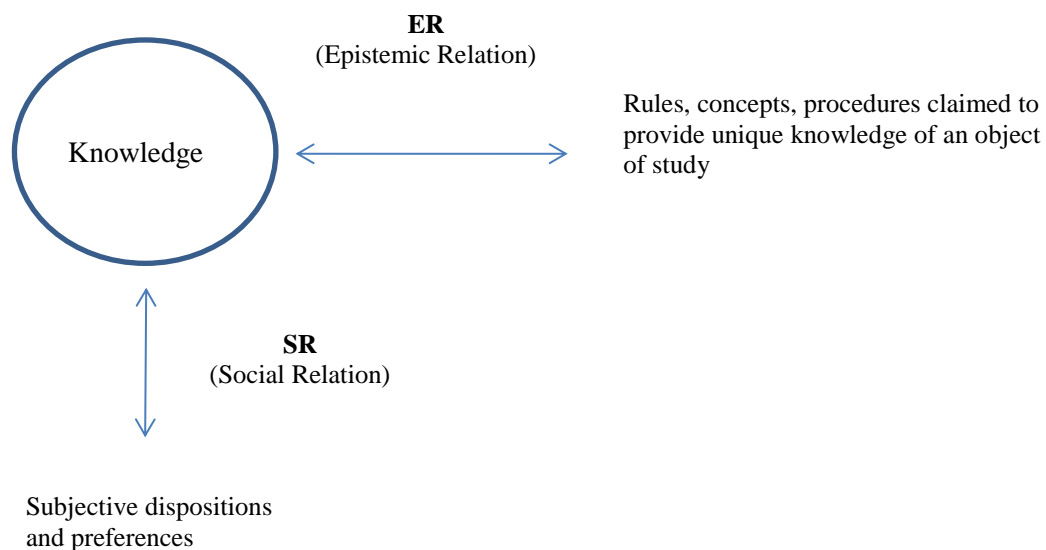 ER
(Epistemic Relation)
Rules, concepts, procedures claimed to
provide unique knowledge of an object
of study
Knowledge
SR
(Social Relation)
Subjective dispositions
and preferences